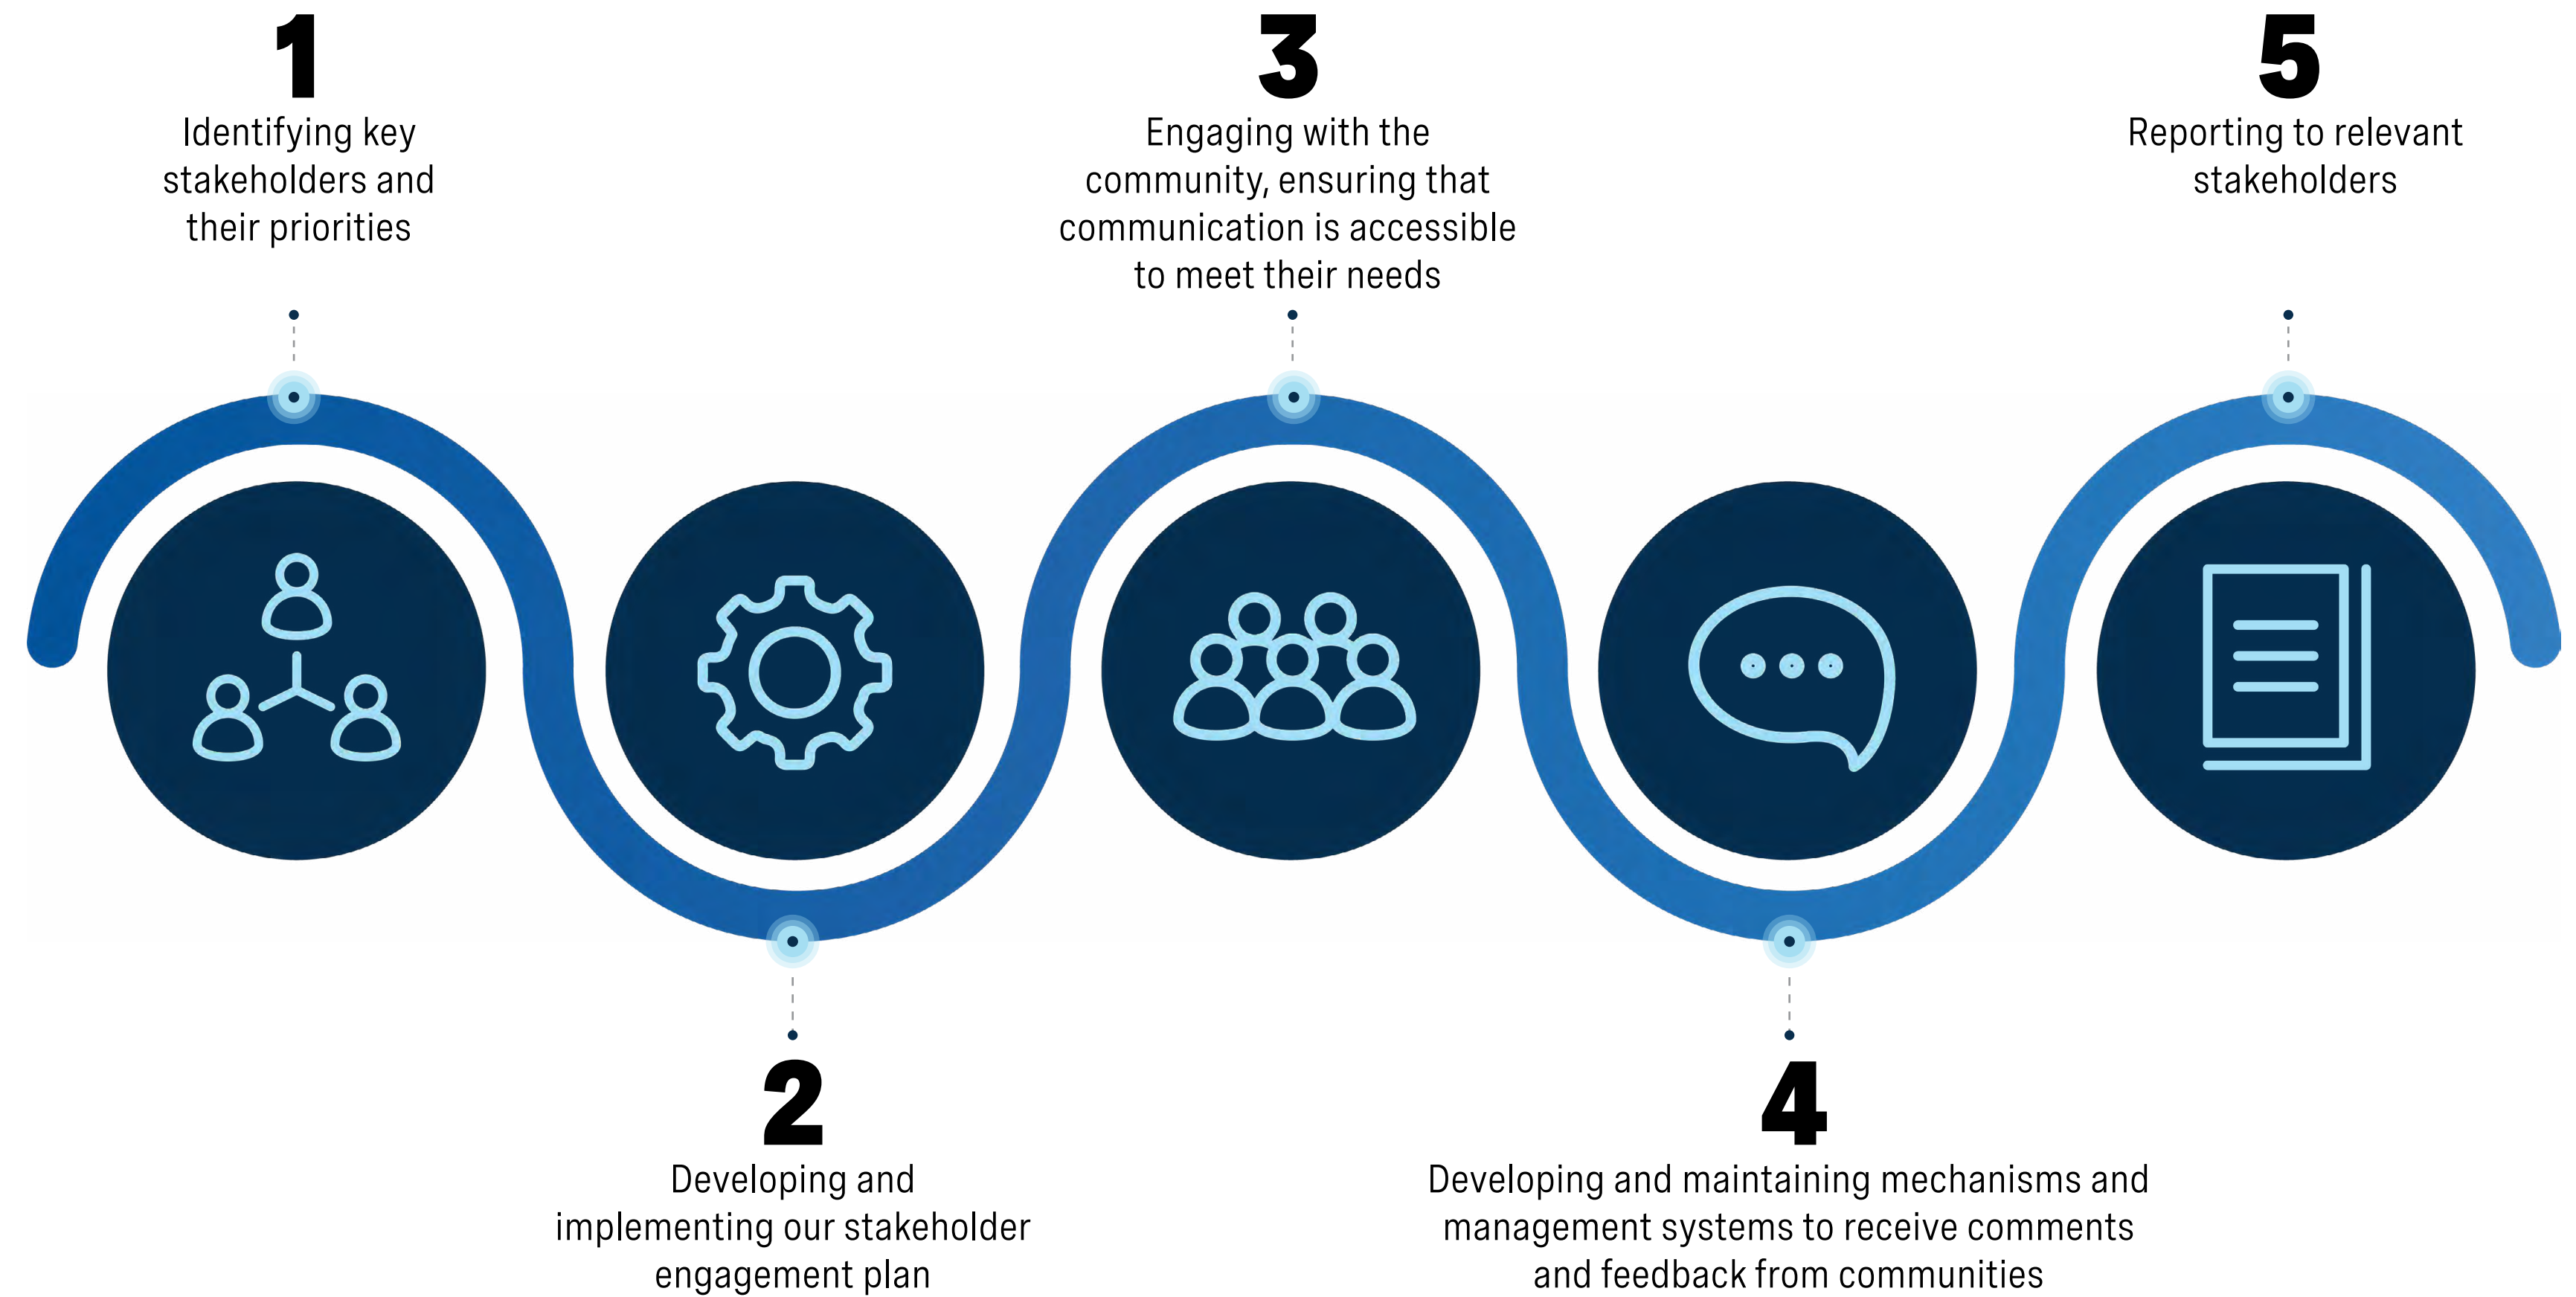 1
Identifying key
stakeholders and
their priorities
2
Developing and
implementing our stakeholder
engagement plan
3
Engaging with the
community, ensuring that
communication is accessible
to meet their needs
4
Developing and maintaining mechanisms and
management systems to receive comments
and feedback from communities
5
Reporting to relevant
stakeholders